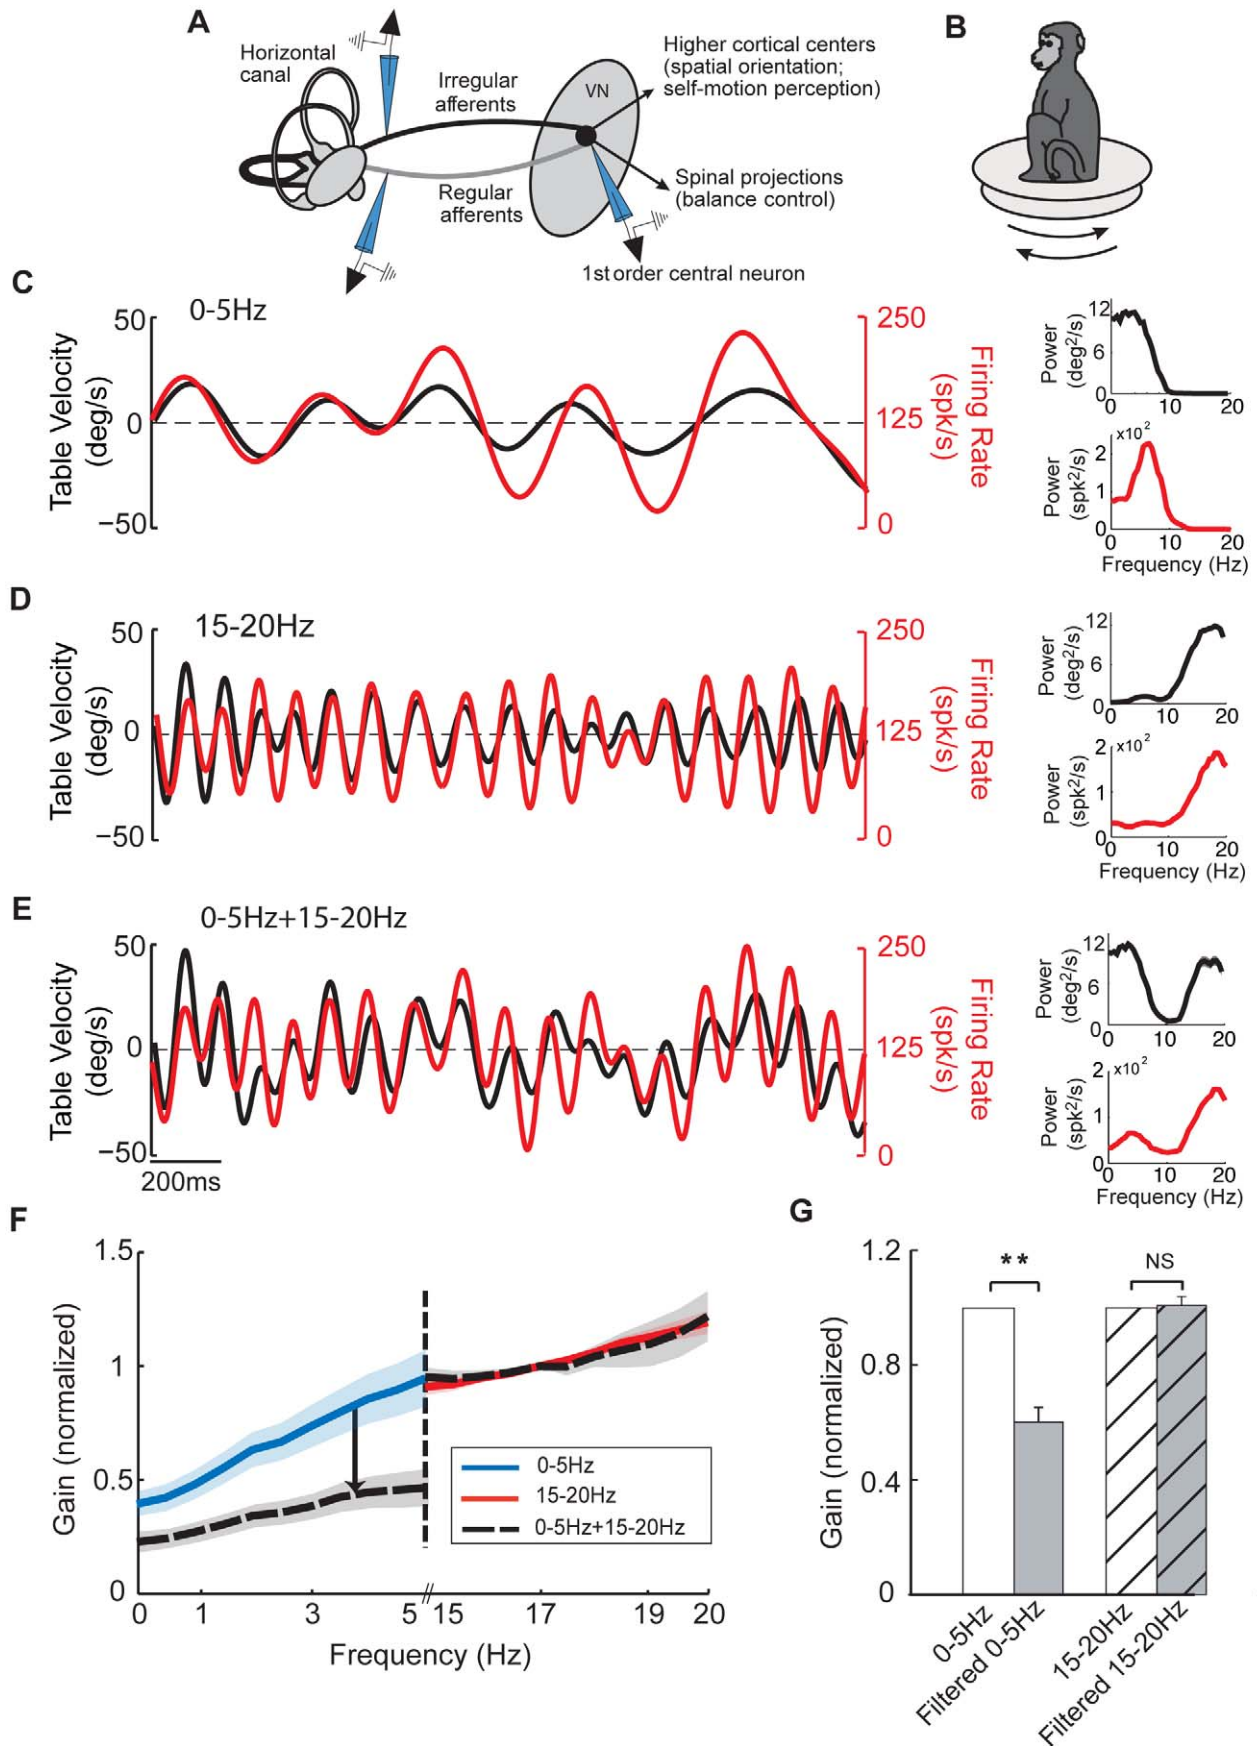 A
Horizontal
canal
Irregular
afferents
VN
Higher cortical centers
(spatial orientation;
self-motion perception)
Regular
afferents
Spinal projections
(balance control)
1st order central neuron
B
C
0-5Hz
50
0
−50
Table Velocity
(deg/s)
250
125
0
Firing Rate
(spk/s)
12
6
0
Power
(deg²/s)
0 10 20
x10²
2
1
0
Power
(spk²/s)
0 10 20
Frequency (Hz)
D
15-20Hz
50
0
−50
Table Velocity
(deg/s)
250
125
0
Firing Rate
(spk/s)
12
6
0
Power
(deg²/s)
0 10 20
2 x10²
1
0
Power
(spk²/s)
0 10 20
Frequency (Hz)
E
0-5Hz+15-20Hz
50
0
−50
Table Velocity
(deg/s)
200ms
250
125
0
Firing Rate
(spk/s)
12
6
0
Power
(deg²/s)
0 10 20
2 x10²
1
0
Power
(spk²/s)
0 10 20
Frequency (Hz)
F
1.5
1
0.5
0
Gain (normalized)
0-5Hz
15-20Hz
0-5Hz+15-20Hz
0 1 3 5 // 15 17 19 20
Frequency (Hz)
G
1.2
0.8
0.4
0
Gain (normalized)
**
NS
0-5Hz
Filtered 0-5Hz
15-20Hz
Filtered 15-20Hz